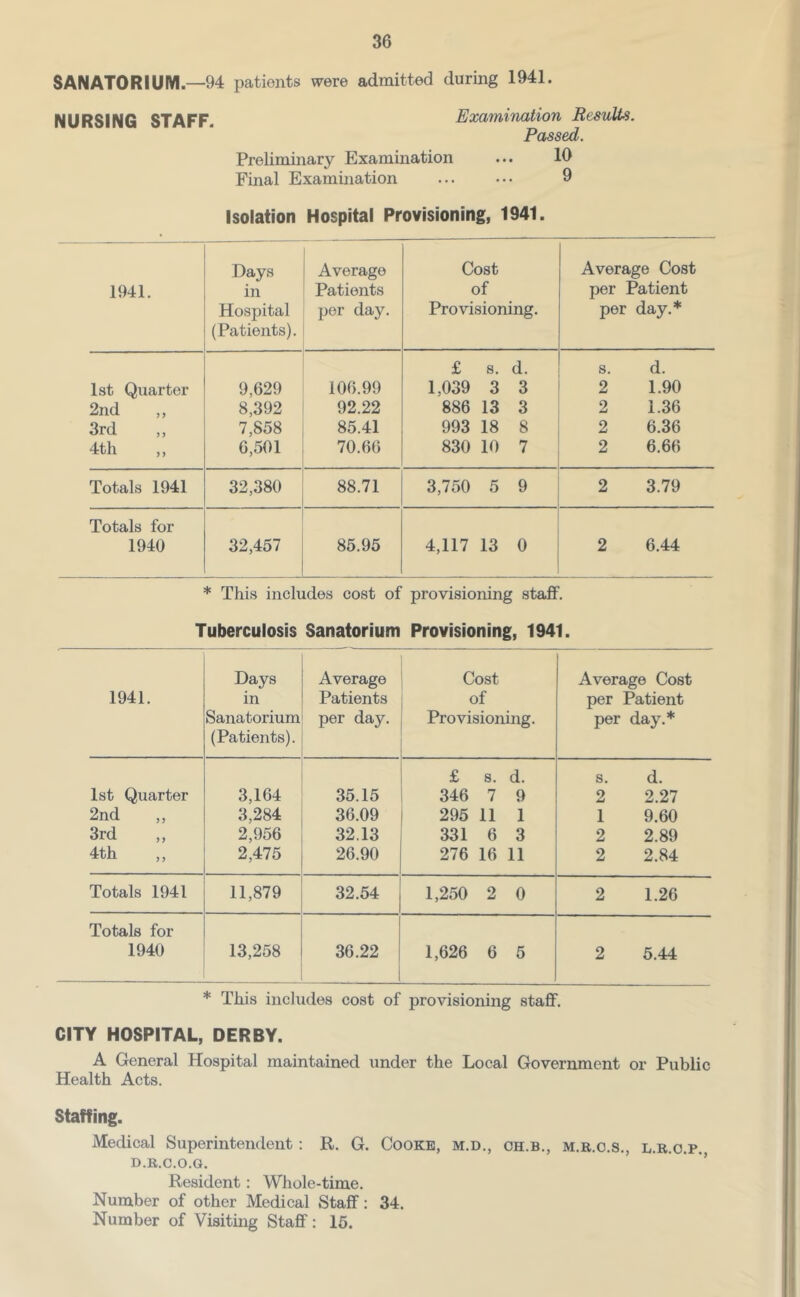 36
SANATORIUM.—94 patients were admitted during 1941.
NURSING STAFF. Examination Results.
Passed.
Preliminary Examination ... 10
Final Examination ... ... 9
Isolation Hospital Provisioning, 1941.
1941. Days in Hospital (Patients). Average Patients per day. Cost of Provisioning. Average Cost per Patient per day.*
£ s. d. s. d.
1st Quarter 9,629 106.99 1,039 3 3 2 1.90
2nd ,, 8,392 92.22 886 13 3 2 1.36
3rd ,, 7,858 85.41 993 18 8 2 6.36
4th ,, 6,501 70.66 830 10 7 2 6.66
Totals 1941 32,380 88.71 3,750 5 9 2 3.79
Totals for
1940 32,457 85.95 4,117 13 0 2 6.44
* This includes cost of provisioning staff.
Tuberculosis Sanatorium Provisioning, 1941.
1941. Days in Sanatorium (Patients). Average Patients per day. Cost of Provisioning. Average Cost per Patient per day.*
£ s. d. s. d.
1st Quarter 3,164 35.15 346 7 9 2 2.27
2nd ,, 3,284 36.09 295 11 1 1 9.60
3rd ,, 2,956 32.13 331 6 3 2 2.89
4th ,, 2,475 26.90 276 16 11 2 2.84
Totals 1941 11,879 32.54 1,250 2 0 2 1.26
Totals for
1940 13,258 36.22 1,626 6 5 2 5.44
* This includes cost of provisioning staff.
CITY HOSPITAL, DERBY.
A General Hospital maintained under the Local Government or Public
Health Acts.
Staffing.
Medical Superintendent : R. G. COOKE, M.D., CH.B., M.R.C.S., L.R.C.P.,
D.R.C.O.G.
Resident : Whole-time.
Number of other Medical Staff : 34.
Number of Visiting Staff : 15.